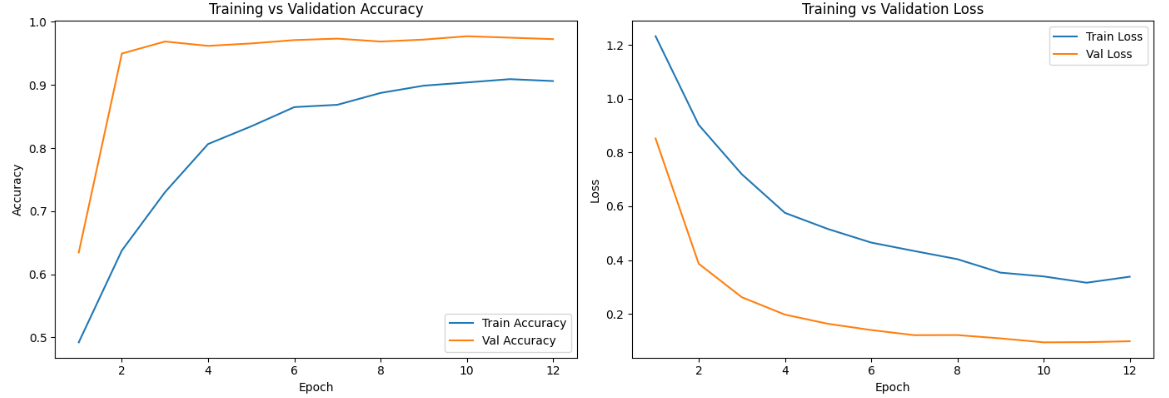 Training vs Validation Accuracy
1.0
0.9
0.8
0.7
0.6
0.5
Accuracy
2 4 6 8 10 12
Epoch
Train Accuracy
Val Accuracy
Training vs Validation Loss
1.2
1.0
0.8
0.6
0.4
0.2
Loss
2 4 6 8 10 12
Epoch
Train Loss
Val Loss